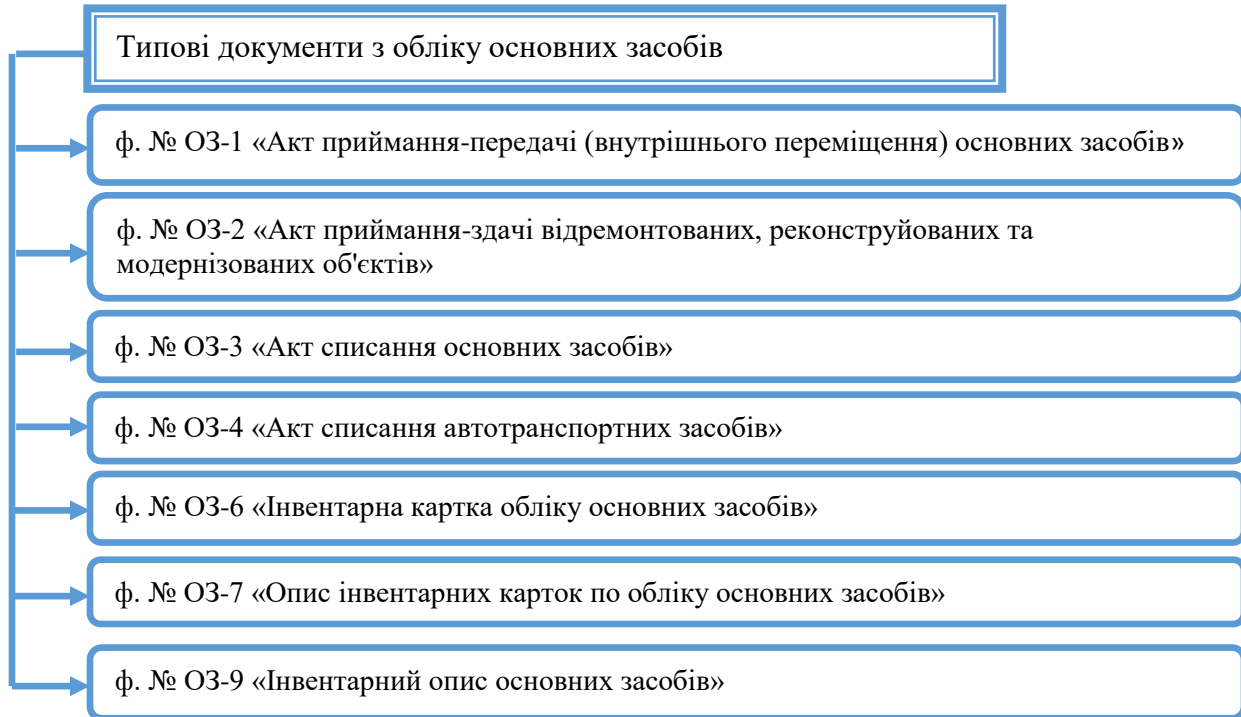 Типові документи з обліку основних засобів
ф. № ОЗ-1 «Акт приймання-передачі (внутрішнього переміщення) основних засобів»
ф. № ОЗ-2 «Акт приймання-здачі відремонтованих, реконструйованих та
модернізованих об'єктів»
ф. № ОЗ-3 «Акт списання основних засобів»
ф. № ОЗ-4 «Акт списання автотранспортних засобів»
ф. № ОЗ-6 «Інвентарна картка обліку основних засобів»
ф. № ОЗ-7 «Опис інвентарних карток по обліку основних засобів»
ф. № ОЗ-9 «Інвентарний опис основних засобів»